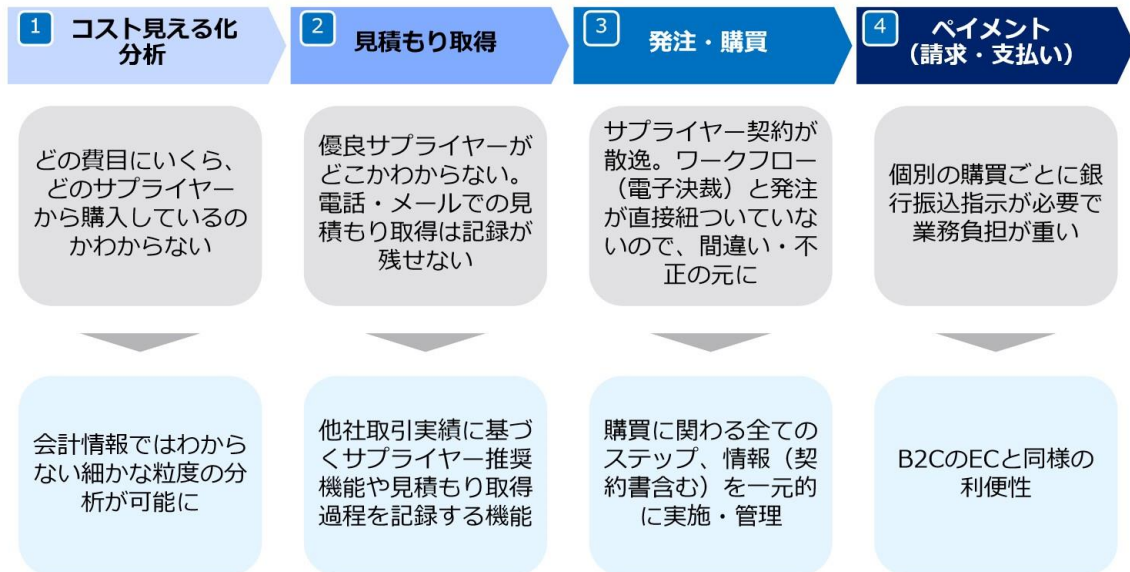 1
コスト見える化
分析
2
見積もり取得
3
発注・購買
4
ペイメント
（請求・支払い）
どの費目にいくら、
どのサプライヤー
から購入しているの
かわからない
優良サプライヤーが
どこかわからない。
電話・メールでの見
積もり取得は記録が
残せない
サプライヤー契約が
散逸。ワークフロー
（電子決裁）と発注
が直接紐ついていな
いので、間違い・不
正の元に
個別の購買ごとに銀
行振込指示が必要で
業務負担が重い
会計情報ではわから
ない細かな粒度の分
析が可能に
他社取引実績に基づ
くサプライヤー推奨
機能や見積もり取得
過程を記録する機能
購買に関わる全ての
ステップ、情報（契
約書含む）を一元的
に実施・管理
B2CのECと同様の
利便性